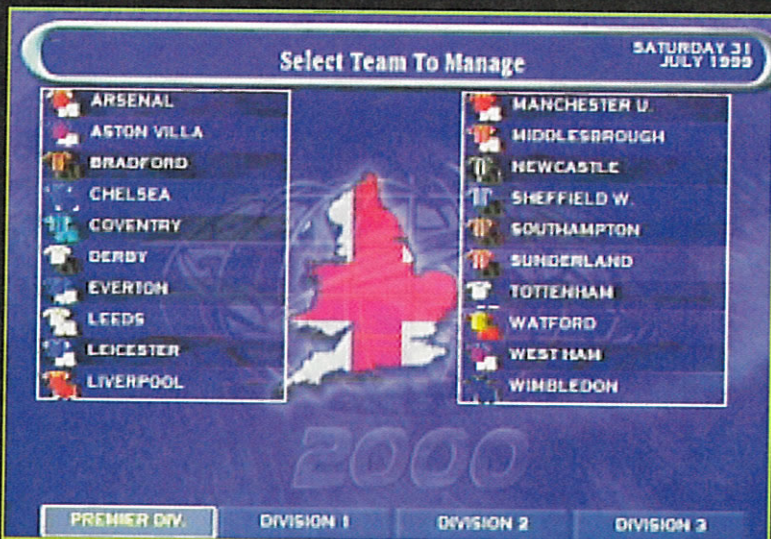 Select Team To Manage
SATURDAY 31
JULY 1999
ARSENAL
ASTON VILLA
BRADFORD
CHELSEA
COVENTRY
DERBY
EVERTON
LEEDS
LEICESTER
LIVERPOOL
MANCHESTER U.
MIDDLESBROUGH
NEWCASTLE
SHEFFIELD W.
SOUTHAMPTON
SUNDERLAND
TOTTENHAM
WATFORD
WEST HAM
WIMBLEDON
2000
PREMIER DIV.
DIVISION 1
DIVISION 2
DIVISION 3